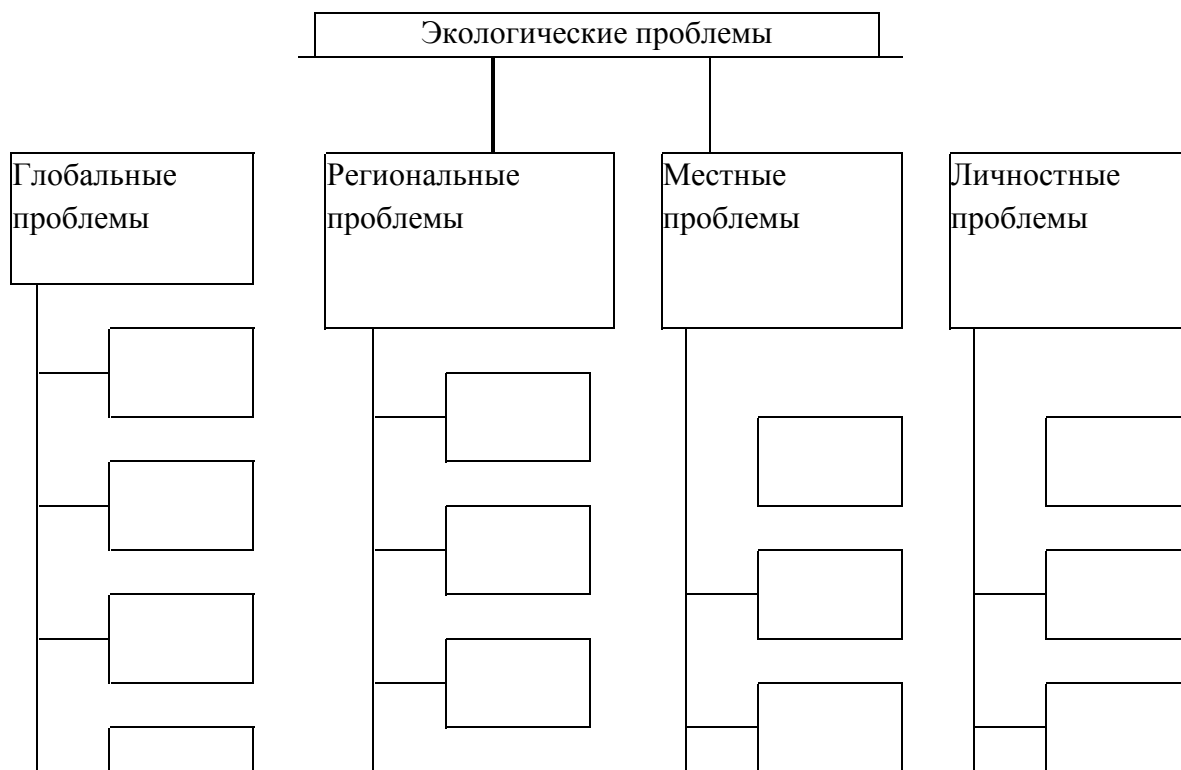 Экологические проблемы
Глобальные
проблемы
Региональные
проблемы
Местные
проблемы
Личностные
проблемы